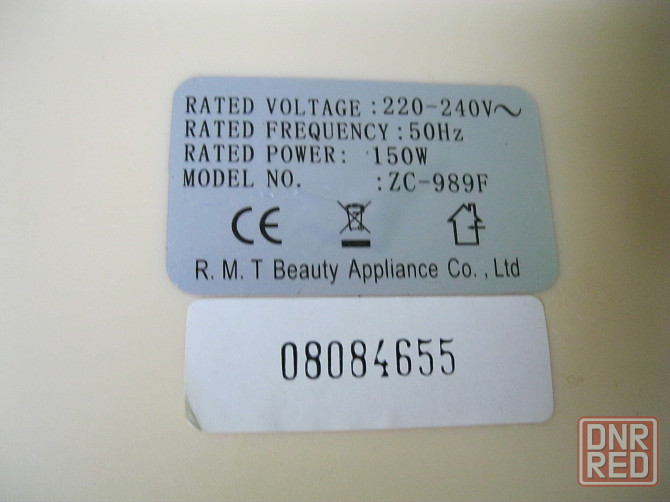 RATED VOLTAGE :220-240V~
RATED FREQUENCY:50Hz
RATED POWER: 150W
MODEL NO. :ZC-989F
CE
R. M. T Beauty Appliance Co. , Ltd
08084655
DNR
RED